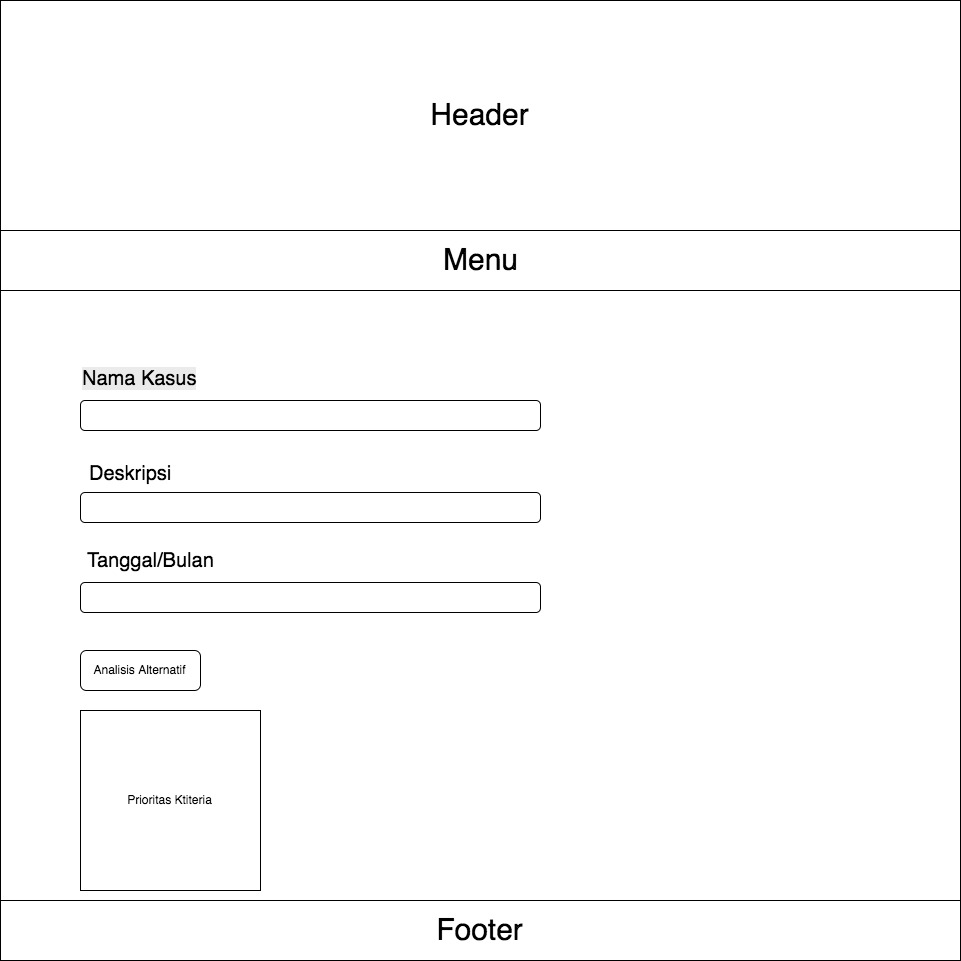 Header
Menu
Nama Kasus
Deskripsi
Tanggal/Bulan
Analisis Alternatif
Prioritas Ktiteria
Footer